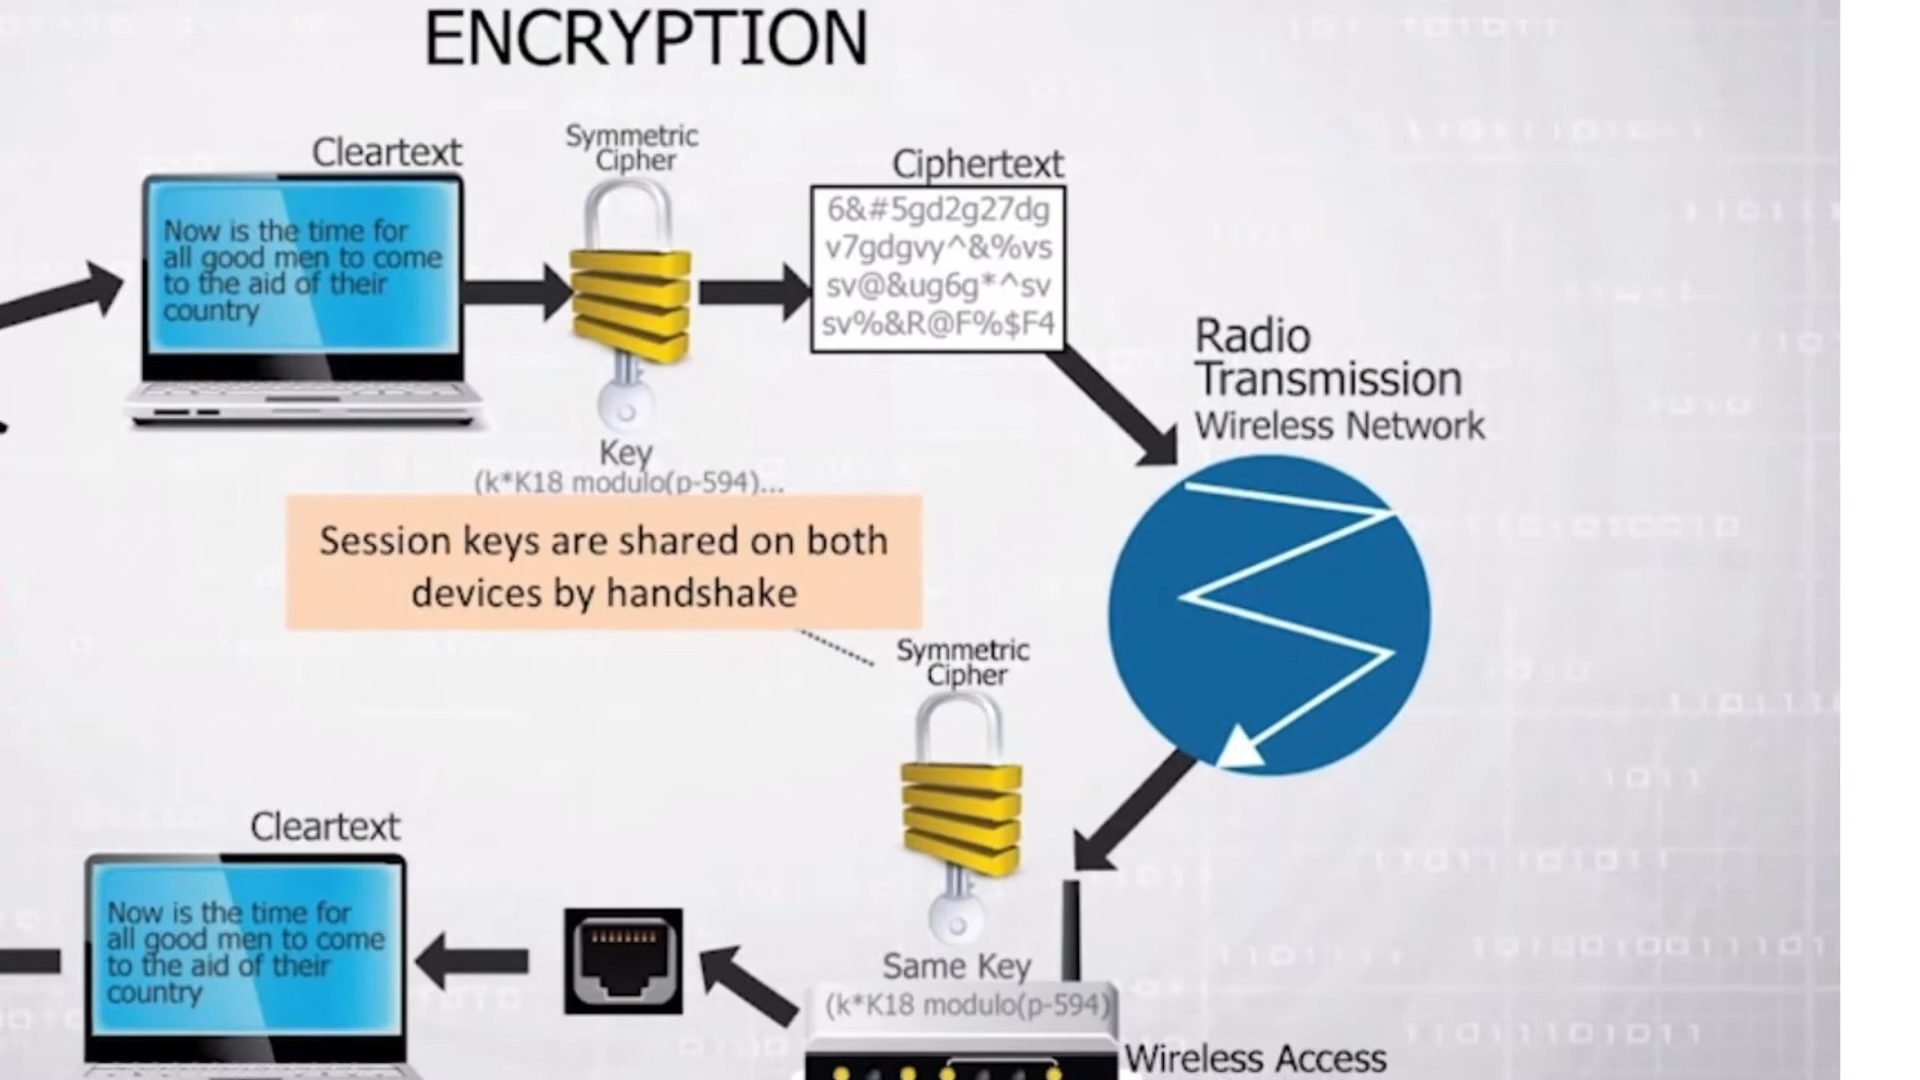 ENCRYPTION
Cleartext
Now is the time for
all good men to come
to the aid of their
country
Symmetric
Cipher
Key
(k*K18 modulo(p-594)...
Ciphertext
6&#5gd2g27dg
v7gdgvy^&%vs
sv@&ug6g*^sv
sv%&R@F%$F4
Radio
Transmission
Wireless Network
Session keys are shared on both
devices by handshake
Symmetric
Cipher
Same Key
(k*K18 modulo(p-594)
Wireless Access
Cleartext
Now is the time for
all good men to come
to the aid of their
country